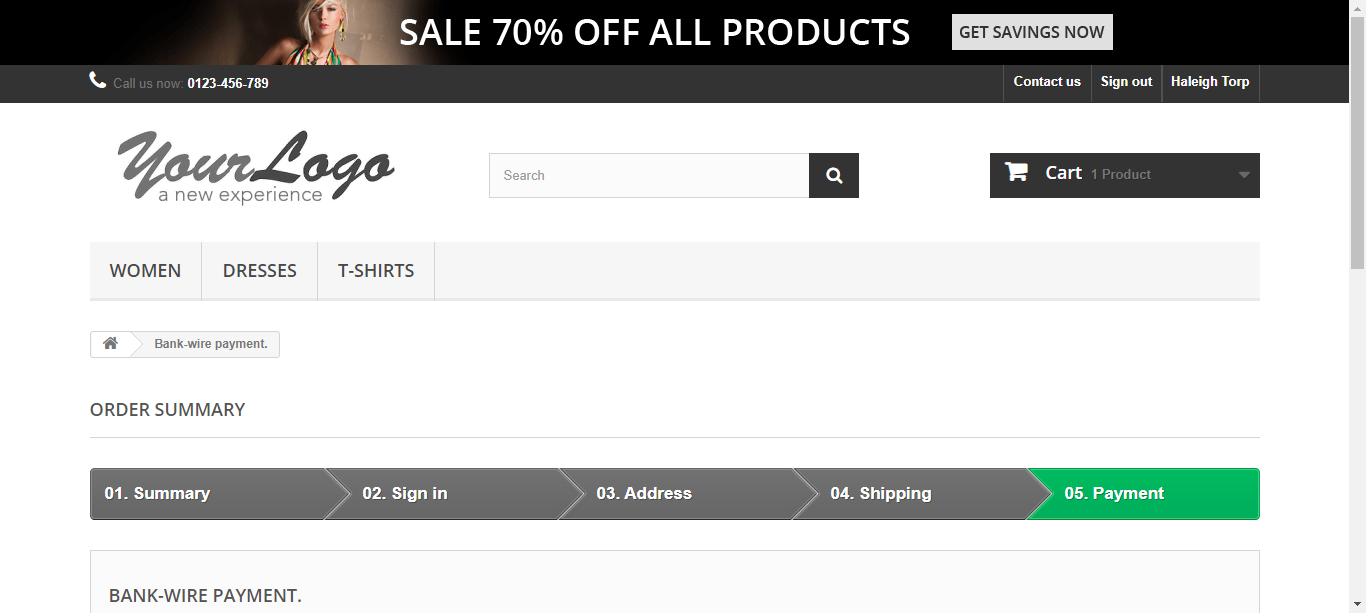 SALE 70% OFF ALL PRODUCTS GET SAVINGS NOW
Call us now: 0123-456-789 Contact us Sign out Haleigh Torp
YourLogo
a new experience
Search
Cart 1 Product
WOMEN DRESSES T-SHIRTS
Bank-wire payment.
ORDER SUMMARY
01. Summary 02. Sign in 03. Address 04. Shipping 05. Payment
BANK-WIRE PAYMENT.